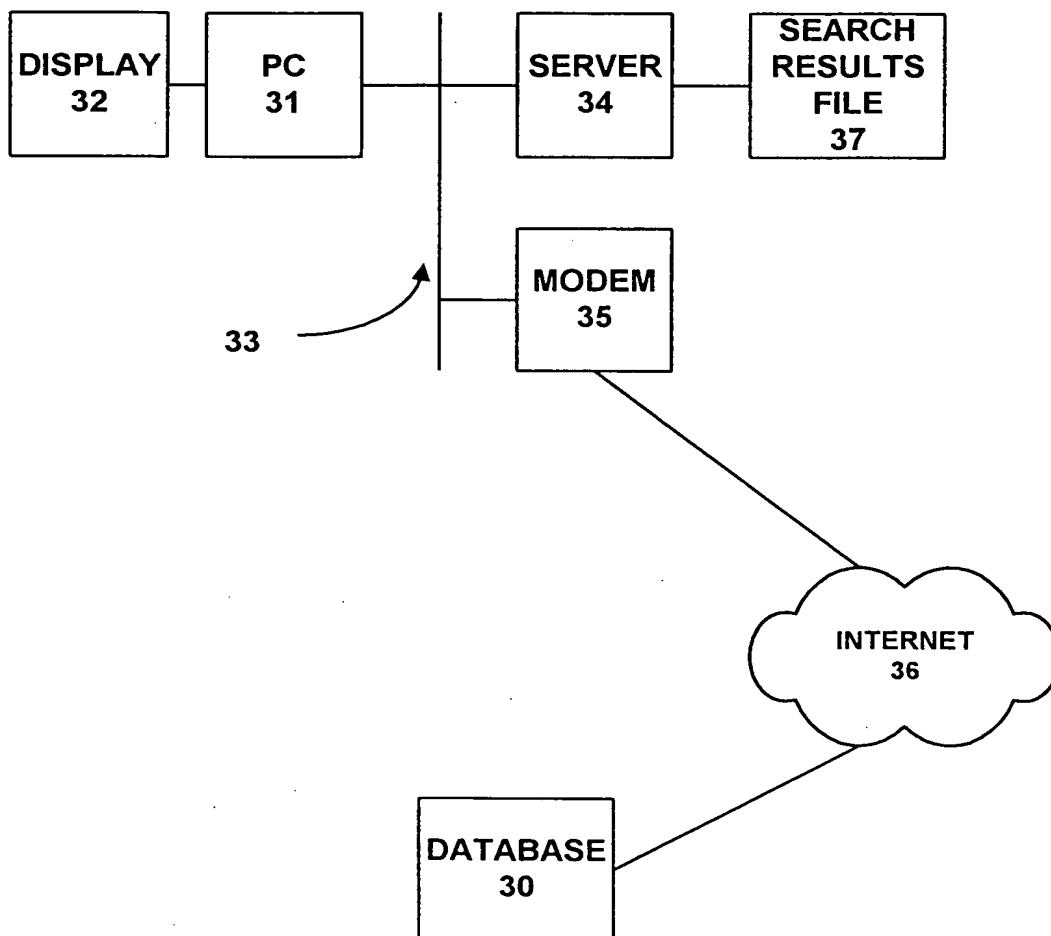 DISPLAY
32
PC
31
SERVER
34
SEARCH
RESULTS
FILE
37
MODEM
35
33
INTERNET
36
DATABASE
30